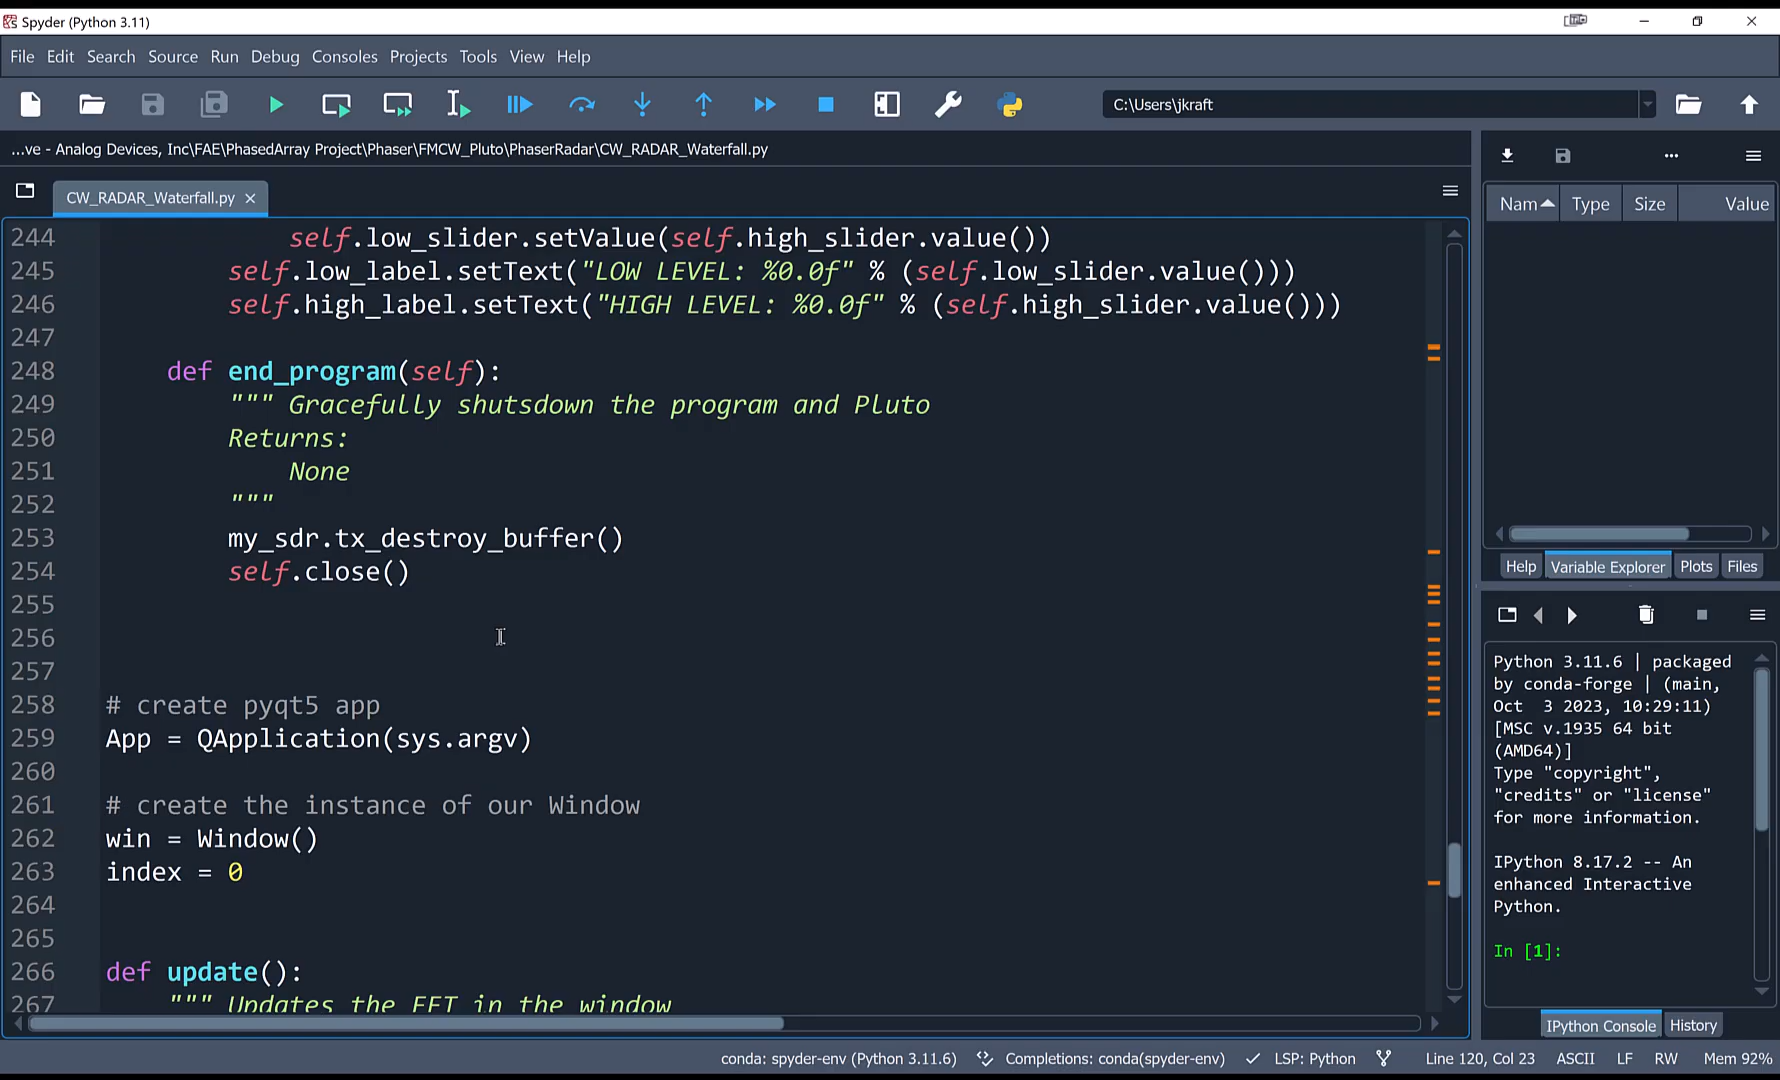 Spyder (Python 3.11)
File Edit Search Source Run Debug Consoles Projects Tools View Help
C:\Users\jkraft
...ve - Analog Devices, Inc\FAE\PhasedArray Project\Phaser\FMCW_Pluto\PhaserRadar\CW_RADAR_Waterfall.py
CW_RADAR_Waterfall.py
244 self.low_slider.setValue(self.high_slider.value())
245 self.low_label.setText("LOW LEVEL: %0.0f" % (self.low_slider.value()))
246 self.high_label.setText("HIGH LEVEL: %0.0f" % (self.high_slider.value()))
247
248 def end_program(self):
249 """ Gracefully shutsdown the program and Pluto
250 Returns:
251 None
252 """
253 my_sdr.tx_destroy_buffer()
254 self.close()
255
256
257
258 # create pyqt5 app
259 App = QApplication(sys.argv)
260
261 # create the instance of our Window
262 win = Window()
263 index = 0
264
265
266 def update():
267 """ Updates the FFT in the window
Nam Type Size Value
Help Variable Explorer Plots Files
Python 3.11.6 | packaged
by conda-forge | (main,
Oct 3 2023, 10:29:11)
[MSC v.1935 64 bit
(AMD64)]
Type "copyright",
"credits" or "license"
for more information.
IPython 8.17.2 -- An
enhanced Interactive
Python.
In [1]:
IPython Console History
conda: spyder-env (Python 3.11.6) Completions: conda(spyder-env) LSP: Python Line 120, Col 23 ASCII LF RW Mem 92%